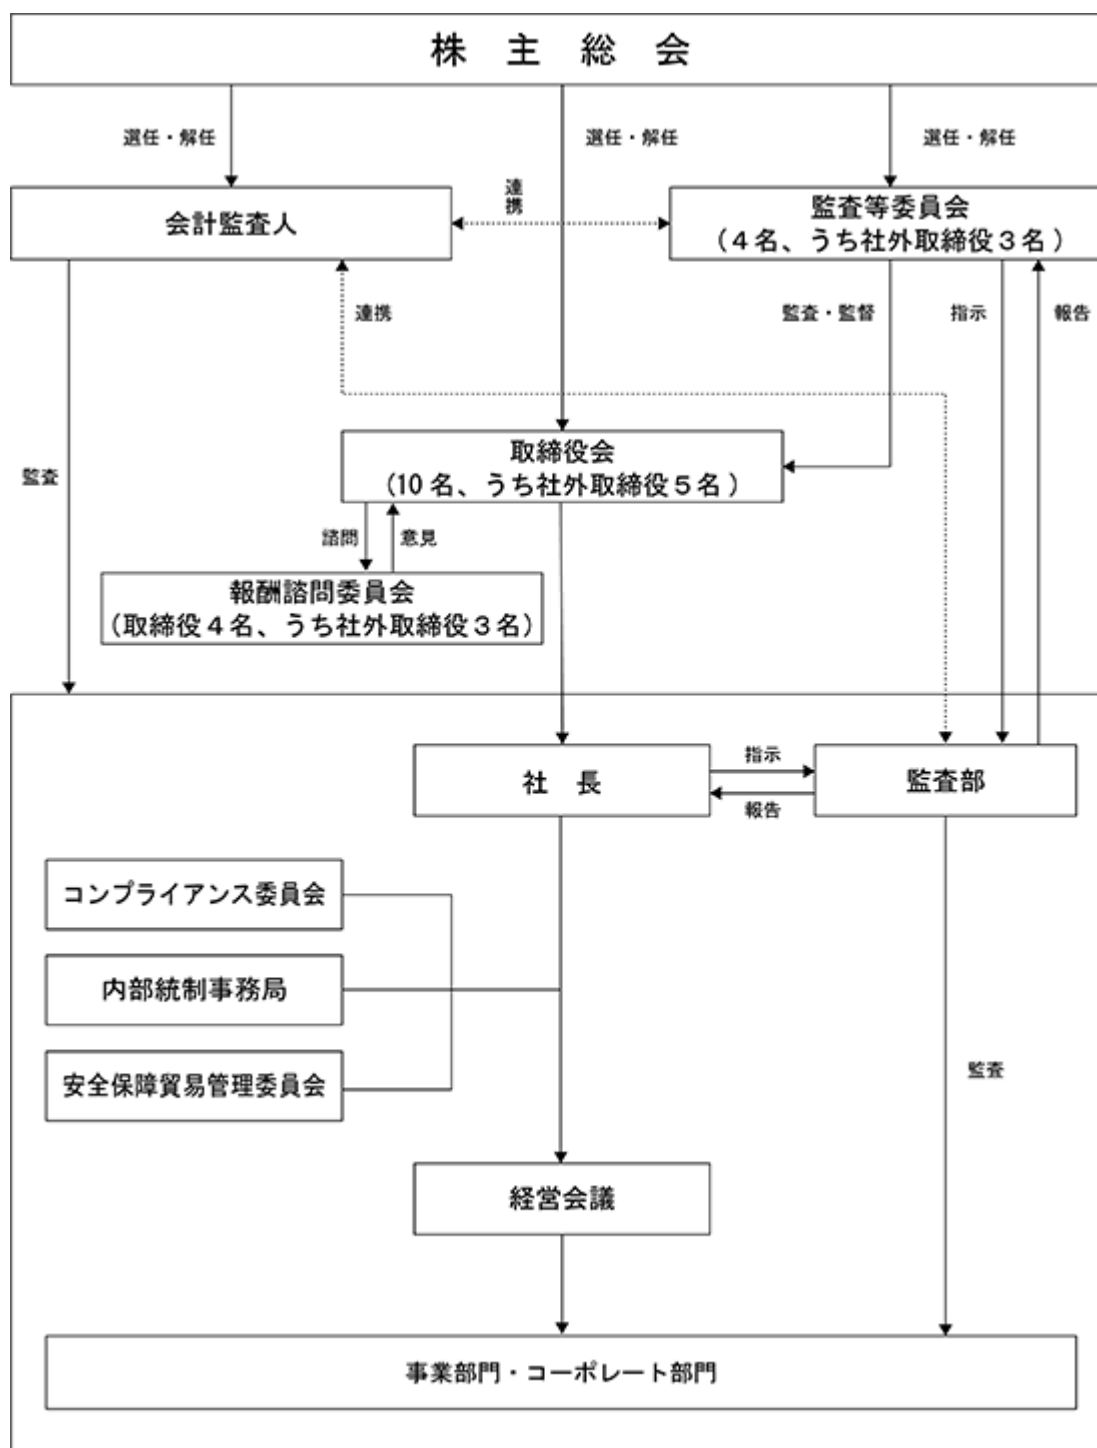 株主総会
選任・解任
選任・解任
選任・解任
会計監査人
連携
監査等委員会
（４名、うち社外取締役３名）
連携
監査・監督
指示
報告
監査
取締役会
（10名、うち社外取締役５名）
諮問
意見
報酬諮問委員会
（取締役４名、うち社外取締役３名）
社長
指示
報告
監査部
コンプライアンス委員会
内部統制事務局
安全保障貿易管理委員会
監査
経営会議
事業部門・コーポレート部門